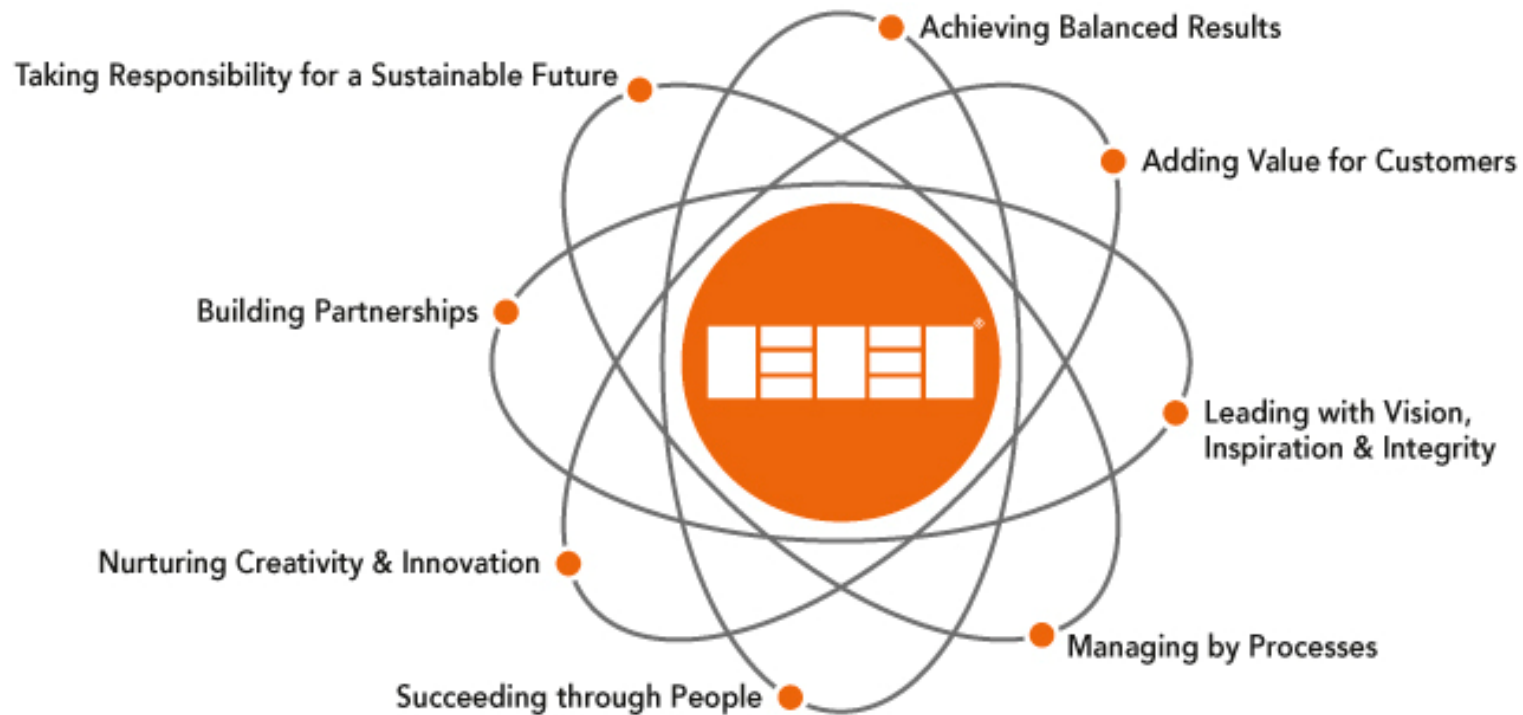 Achieving Balanced Results
Taking Responsibility for a Sustainable Future
Adding Value for Customers
Building Partnerships
®
Leading with Vision,
Inspiration & Integrity
Nurturing Creativity & Innovation
Managing by Processes
Succeeding through People